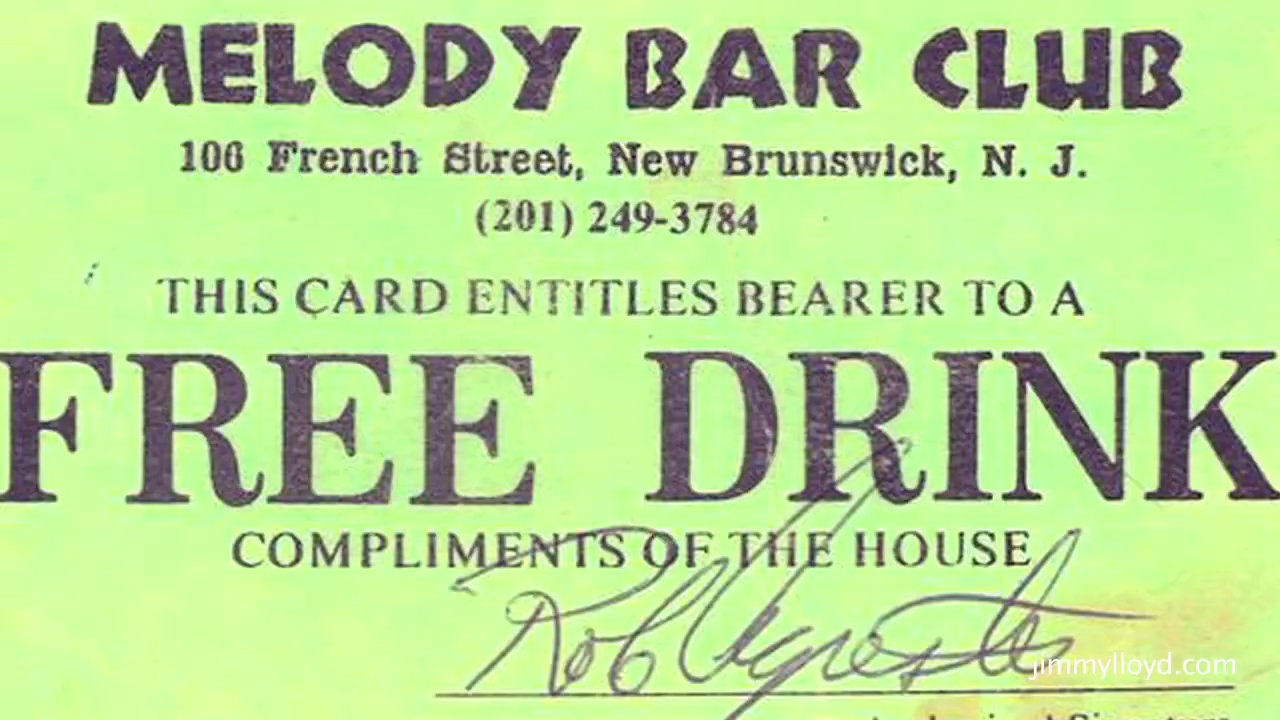 MELODY BAR CLUB
106 French Street, New Brunswick, N. J.
(201) 249-3784
THIS CARD ENTITLES BEARER TO A
FREE DRINK
COMPLIMENTS OF THE HOUSE
Rob
jimmylloyd.com